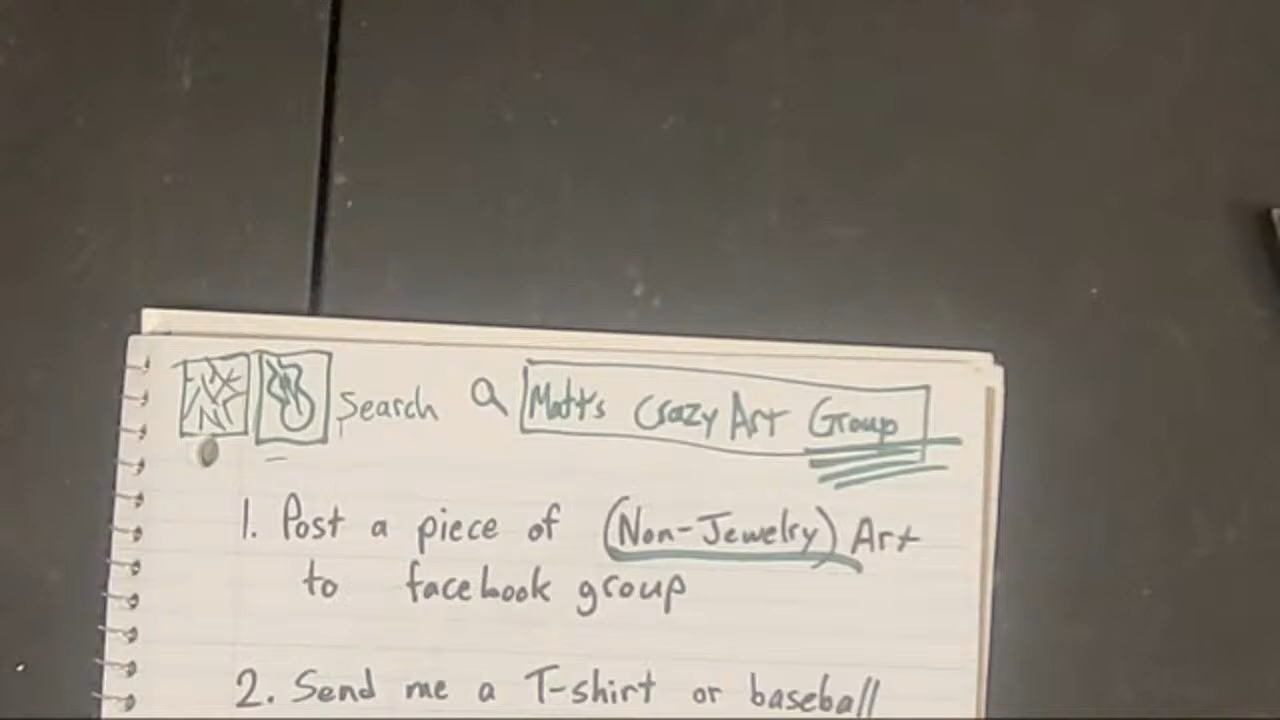 Search Matt's Crazy Art Group
1. Post a piece of (Non-Jewelry) Art
to facebook group
2. Send me a T-shirt or baseball